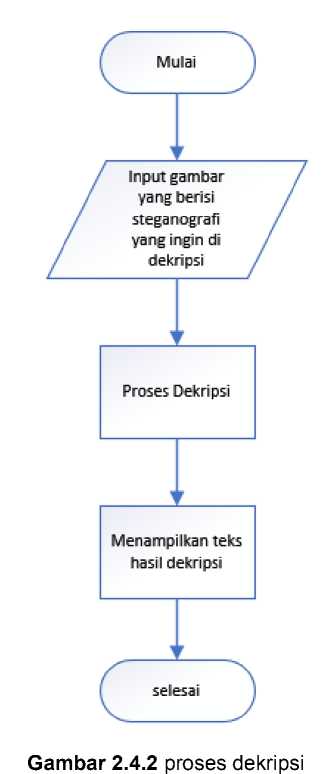 Mulai
Input gambar
yang berisi
steganografi
yang ingin di
dekripsi
Proses Dekripsi
Menampilkan teks
hasil dekripsi
selesai
Gambar 2.4.2 proses dekripsi